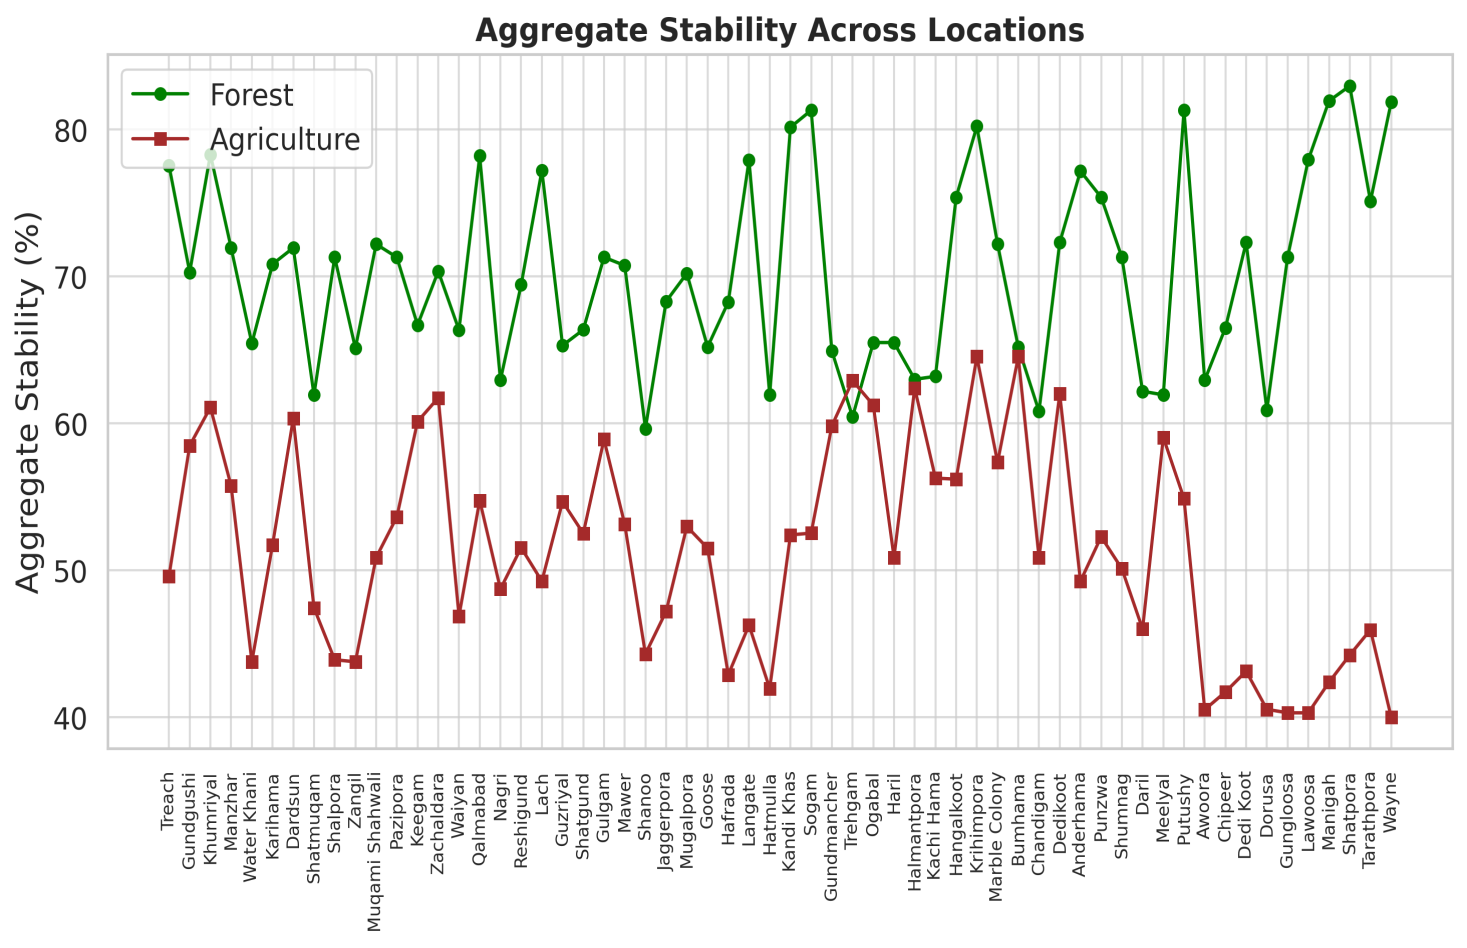 Aggregate Stability Across Locations
Forest
Agriculture
Aggregate Stability (%)
80
70
60
50
40
Treach
Gundgushi
Khumriyal
Manzhar
Water Khani
Karihama
Dardsun
Shatmuqam
Shalpora
Zangil
Muqami Shahwali
Pazipora
Keegam
Zachaldara
Waiyan
Qalmabad
Nagri
Reshigund
Lach
Guzriyal
Shatgund
Gulgam
Mawer
Shanoo
Jaggerpora
Mugalpora
Goose
Hafrada
Langate
Hatmulla
Kandi Khas
Sogam
Gundmancher
Trehgam
Ogabal
Haril
Halmantpora
Kachi Hama
Hangalkoot
Krihimpora
Marble Colony
Bumhama
Chandigam
Dedikoot
Anderhama
Punzwa
Shumnag
Daril
Meelyal
Putushy
Awoora
Chipeer
Dedi Koot
Dorusa
Gungloosa
Lawoosa
Manigah
Shatpora
Tarathpora
Wayne